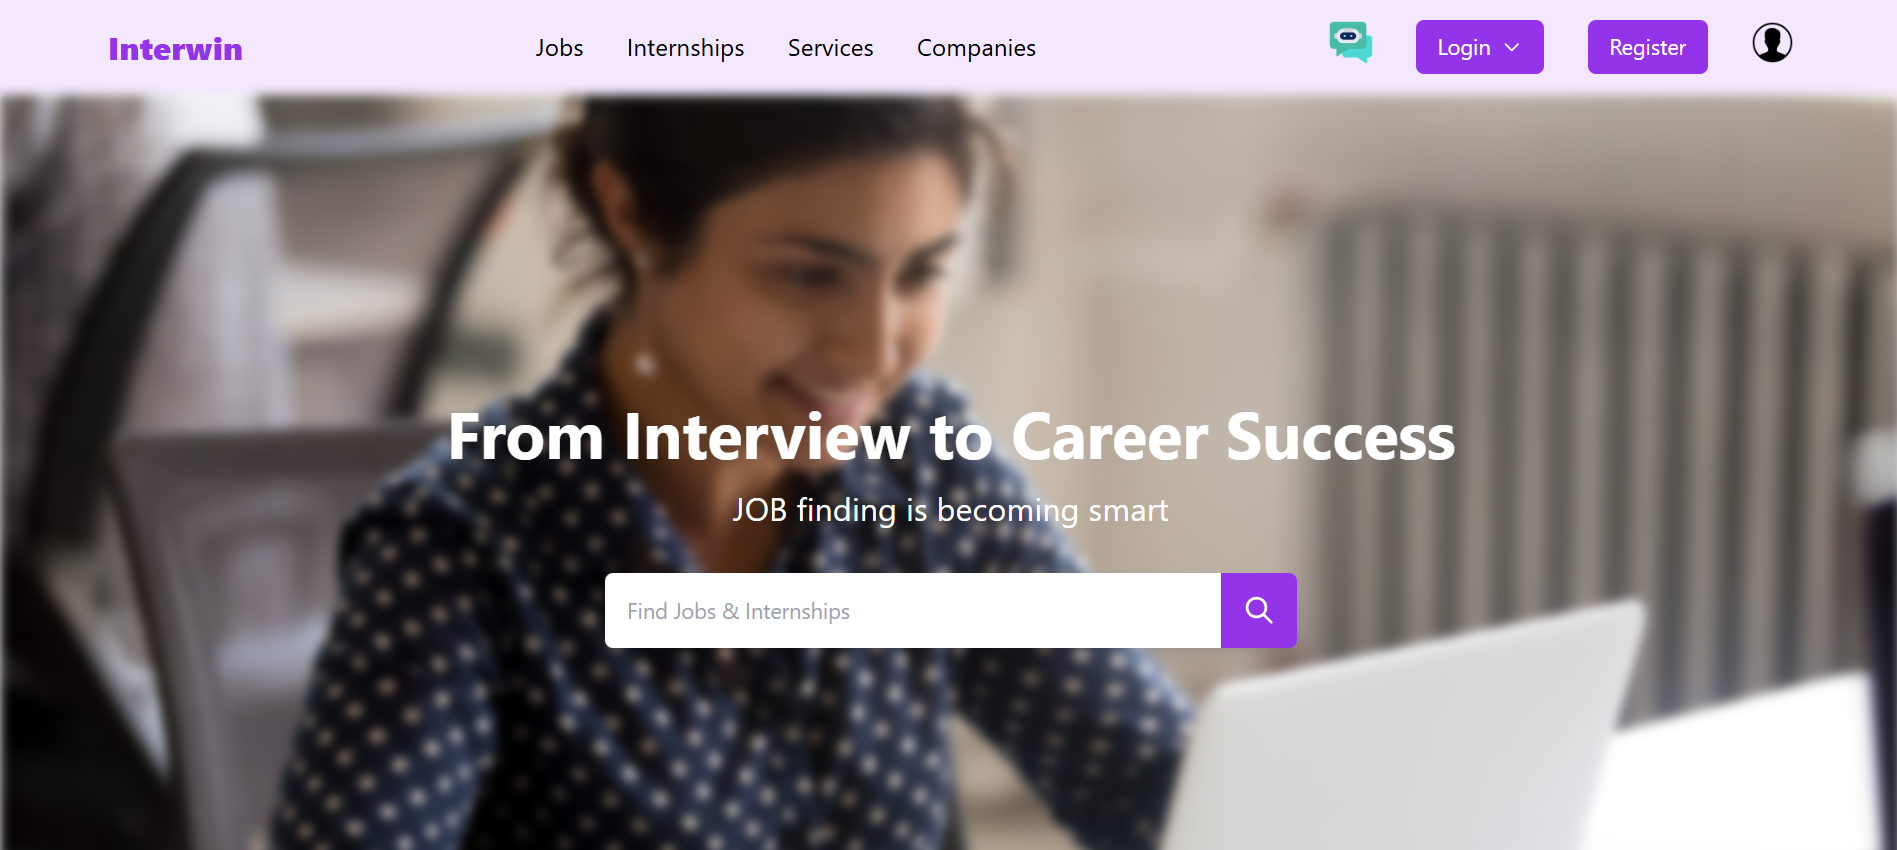 Interwin
Jobs Internships Services Companies
Login
Register
From Interview to Career Success
JOB finding is becoming smart
Find Jobs & Internships